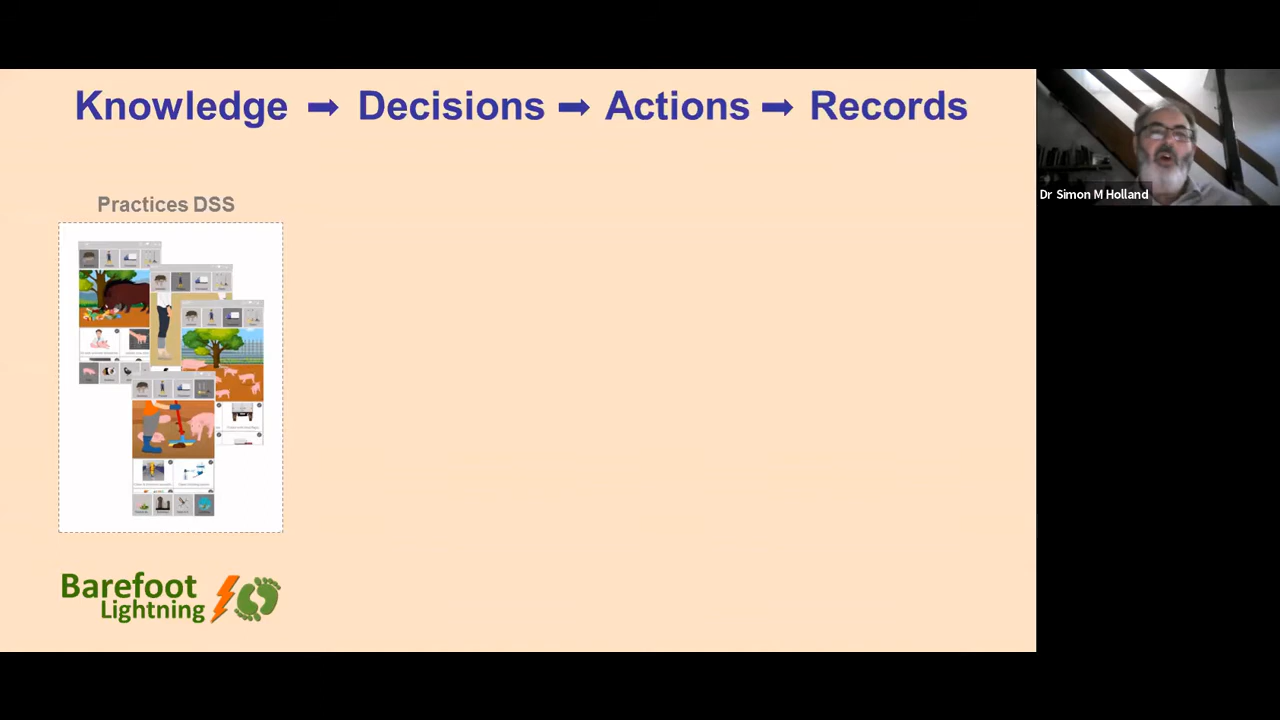 Knowledge ➡ Decisions ➡ Actions ➡ Records
Dr Simon M Holland
Practices DSS
Barefoot
Lightning